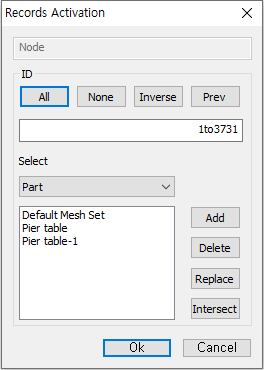 Records Activation
Node
ID
All None Inverse Prev
1to3731
Select
Part
Default Mesh Set
Pier table
Pier table-1
Add
Delete
Replace
Intersect
Ok Cancel